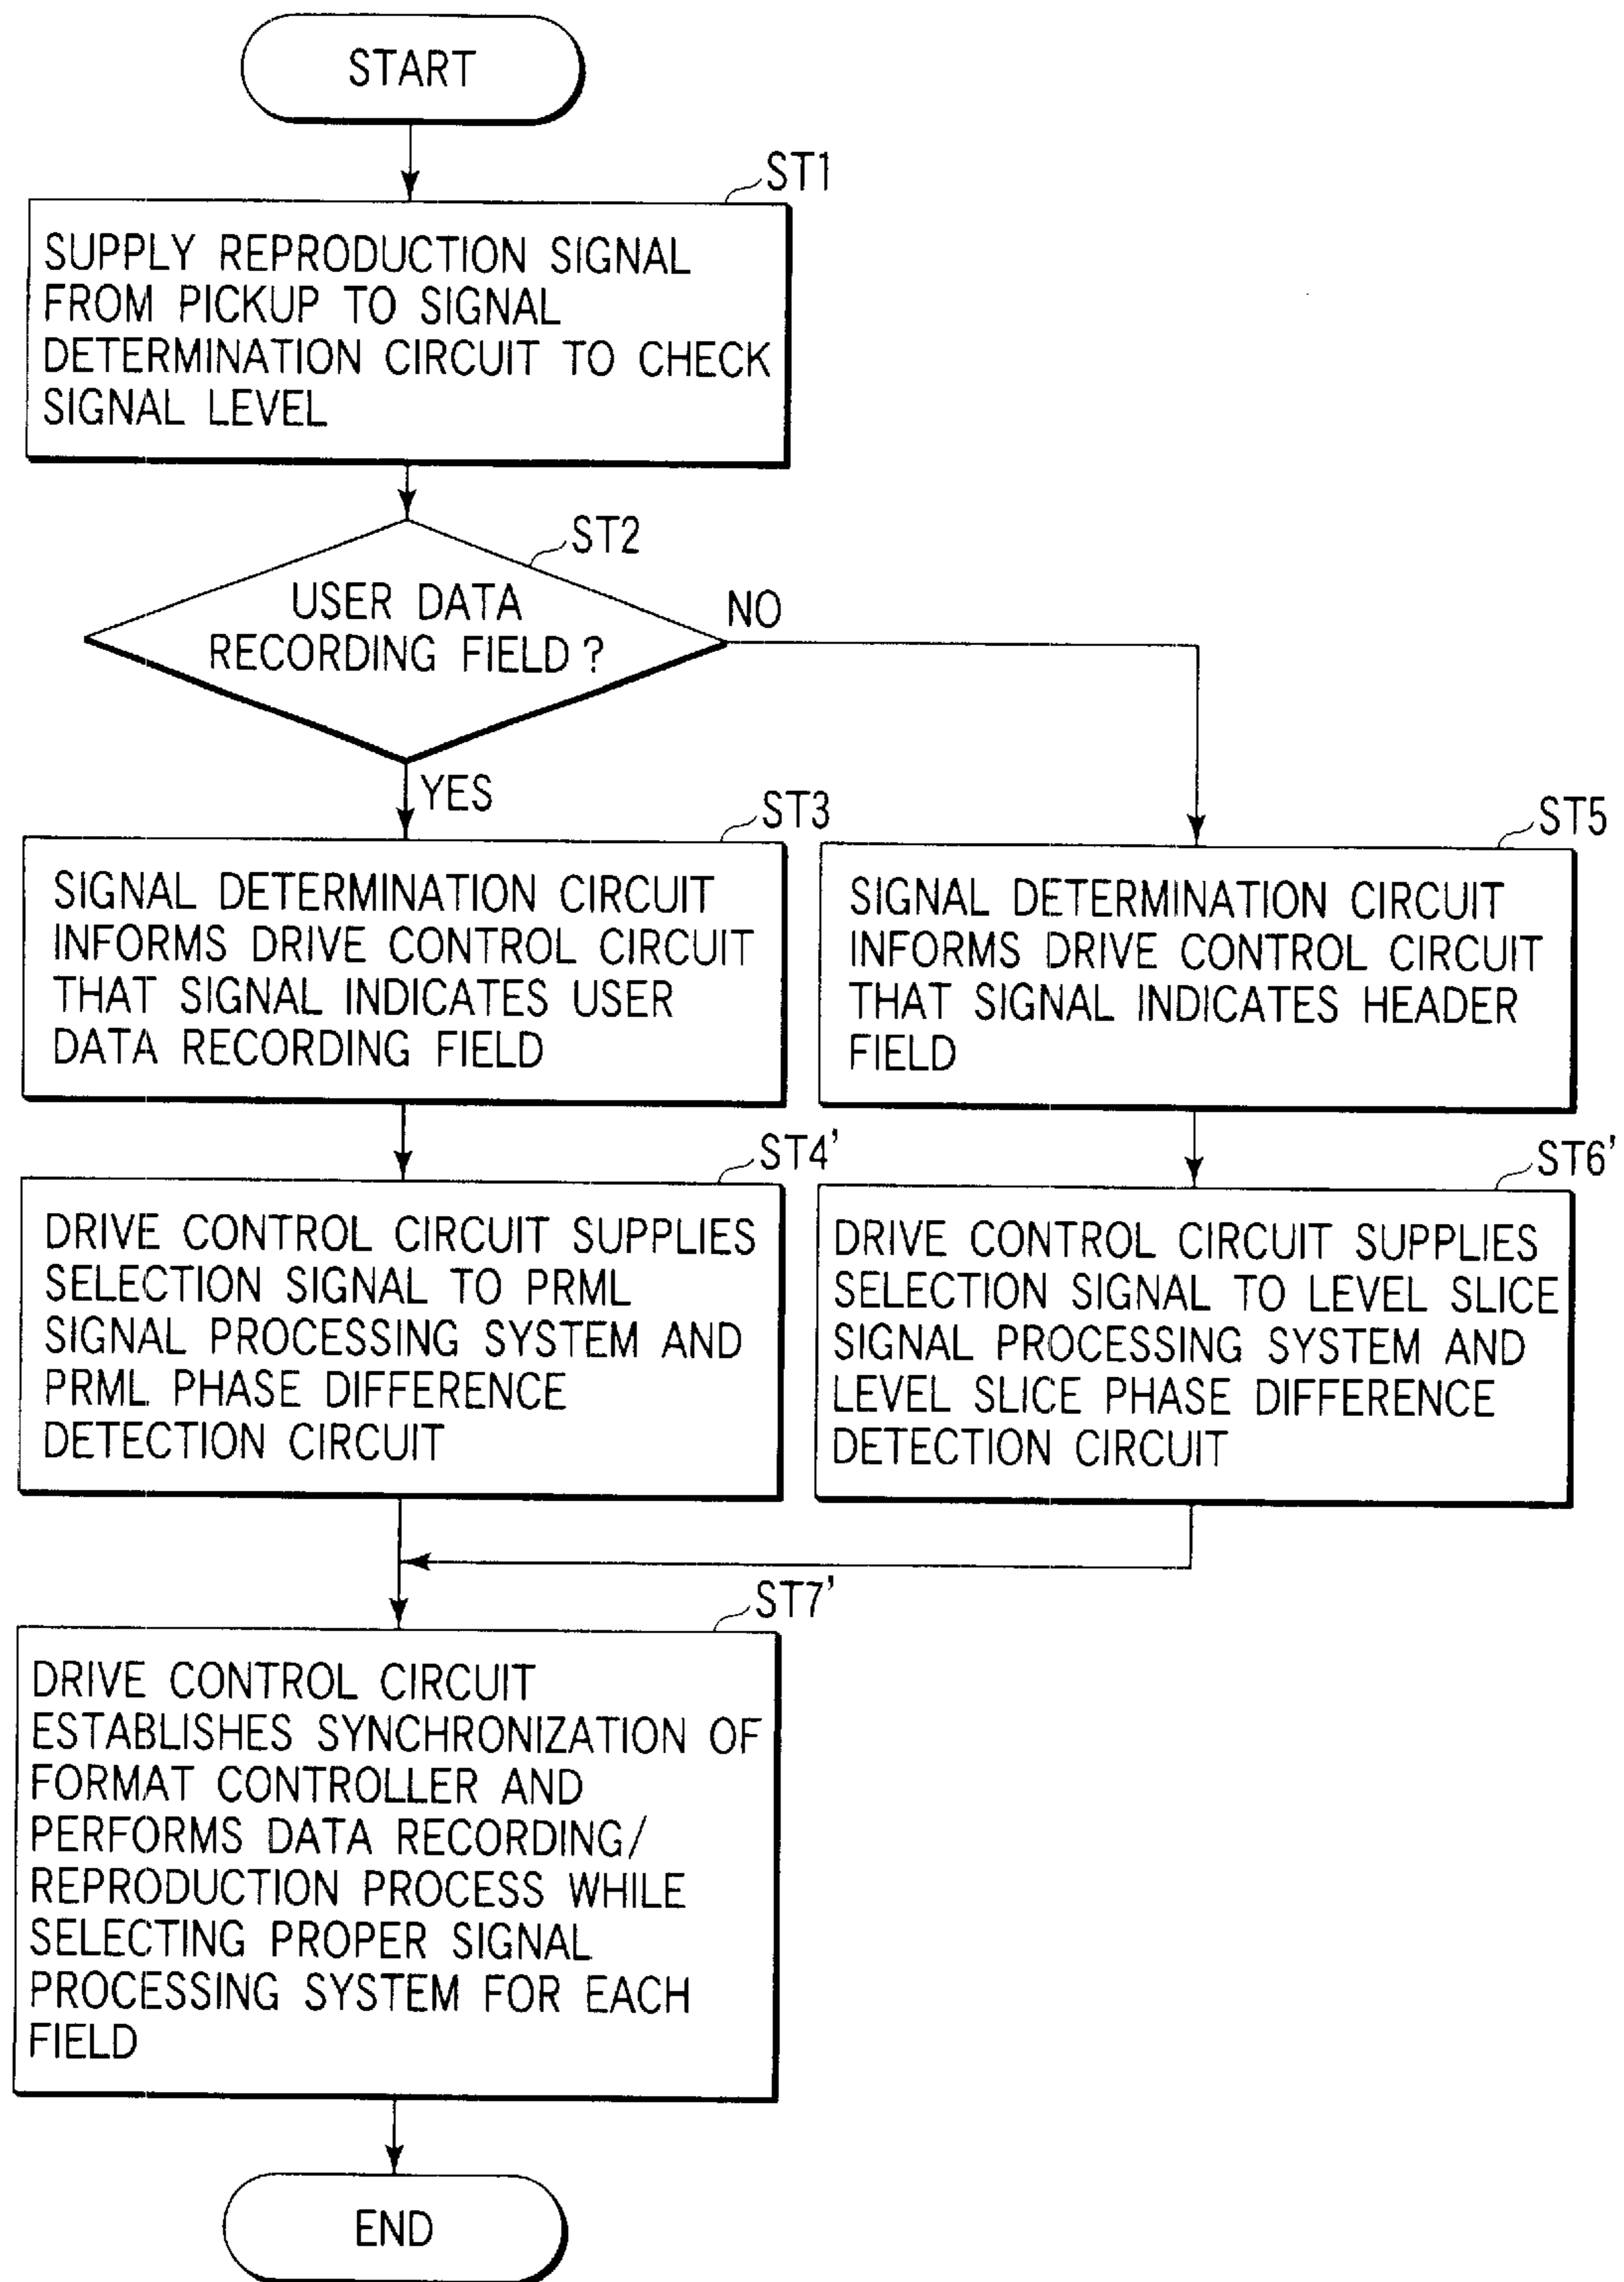 START
ST1
SUPPLY REPRODUCTION SIGNAL
FROM PICKUP TO SIGNAL
DETERMINATION CIRCUIT TO CHECK
SIGNAL LEVEL
ST2
USER DATA
RECORDING FIELD ?
NO
YES
ST3
SIGNAL DETERMINATION CIRCUIT
INFORMS DRIVE CONTROL CIRCUIT
THAT SIGNAL INDICATES USER
DATA RECORDING FIELD
ST5
SIGNAL DETERMINATION CIRCUIT
INFORMS DRIVE CONTROL CIRCUIT
THAT SIGNAL INDICATES HEADER
FIELD
ST4'
DRIVE CONTROL CIRCUIT SUPPLIES
SELECTION SIGNAL TO PRML
SIGNAL PROCESSING SYSTEM AND
PRML PHASE DIFFERENCE
DETECTION CIRCUIT
ST6'
DRIVE CONTROL CIRCUIT SUPPLIES
SELECTION SIGNAL TO LEVEL SLICE
SIGNAL PROCESSING SYSTEM AND
LEVEL SLICE PHASE DIFFERENCE
DETECTION CIRCUIT
ST7'
DRIVE CONTROL CIRCUIT
ESTABLISHES SYNCHRONIZATION OF
FORMAT CONTROLLER AND
PERFORMS DATA RECORDING/
REPRODUCTION PROCESS WHILE
SELECTING PROPER SIGNAL
PROCESSING SYSTEM FOR EACH
FIELD
END